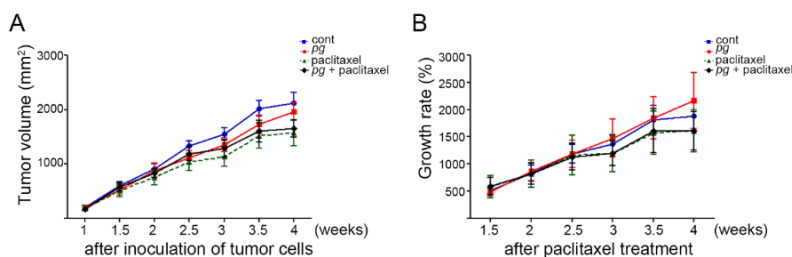 A
Tumor volume (mm²)
3000
2000
1000
1 1.5 2 2.5 3 3.5 4 (weeks)
after inoculation of tumor cells
cont
pg
paclitaxel
pg + paclitaxel
B
Growth rate (%)
3000
2500
2000
1500
1000
500
1.5 2 2.5 3 3.5 4 (weeks)
after paclitaxel treatment
cont
pg
paclitaxel
pg + paclitaxel